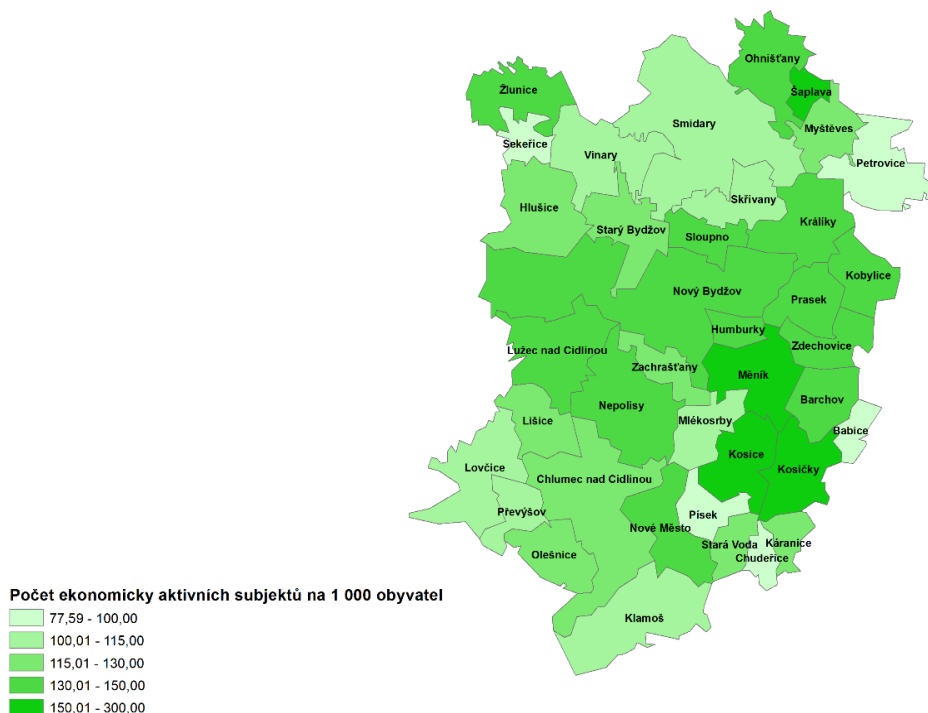 Ohnišťany
Žlunice
Šaplava
Smidary
Myštěves
Sekeřice
Vinary
Petrovice
Skřivany
Hlušice
Králíky
Starý Bydžov
Sloupno
Kobylice
Nový Bydžov
Prasek
Humburky
Zdechovice
Lužec nad Cidlinou
Zachrašťany
Měník
Barchov
Nepolisy
Lišice
Mlékosrby
Babice
Kosice
Lovčice
Kosičky
Chlumec nad Cidlinou
Převýšov
Písek
Nové Město
Stará Voda
Káranice
Olešnice
Chudeřice
Klamoš
Počet ekonomicky aktivních subjektů na 1 000 obyvatel
77,59 - 100,00
100,01 - 115,00
115,01 - 130,00
130,01 - 150,00
150,01 - 300,00